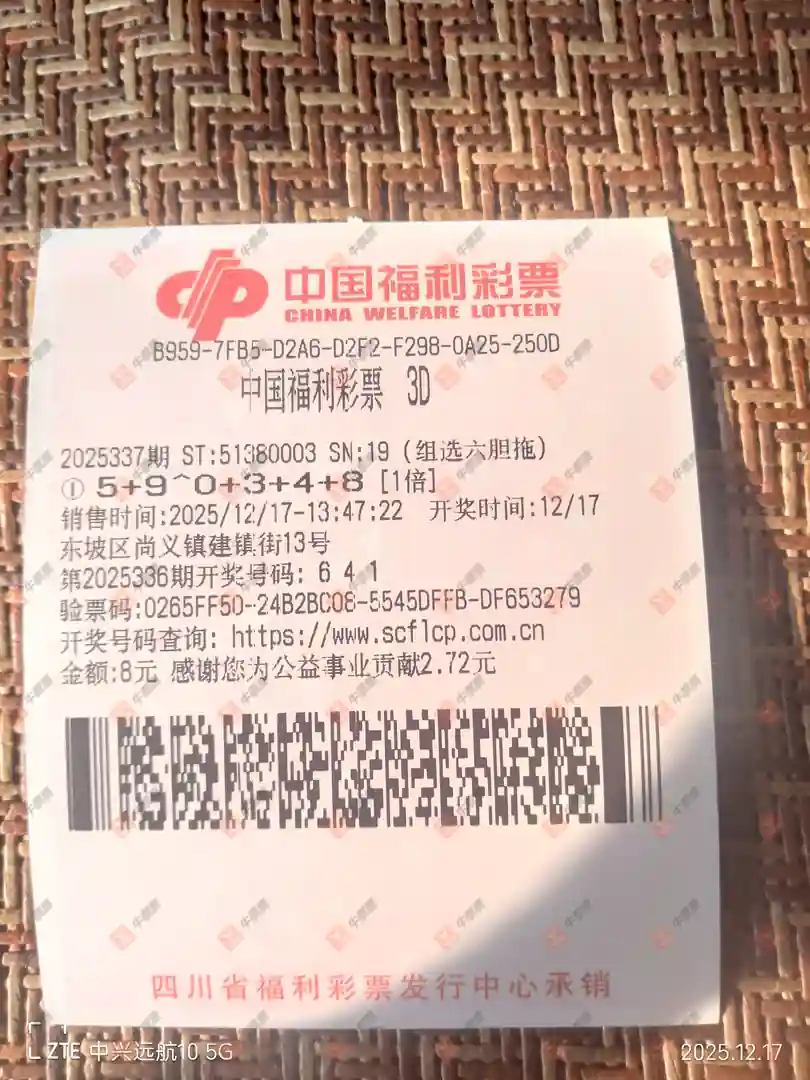 中国福利彩票
CHINA WELFARE LOTTERY
B959-7FB5-D2A6-D2F2-F298-0A25-250D
中国福利彩票 3D
2025337期 ST:51380003 SN:19 (组选六胆拖)
① 5+9^0+3+4+8 [1倍]
销售时间:2025/12/17-13:47:22 开奖时间:12/17
东坡区尚义镇建镇街13号
第2025336期开奖号码: 6 4 1
验票码:0265FF50-24B2BC08-5545DFFB-DF653279
开奖号码查询: https://www.scflcp.com.cn
金额:8元 感谢您为公益事业贡献2.72元
四川省福利彩票发行中心承销
ZTE 中兴远航10 5G
2025.12.17